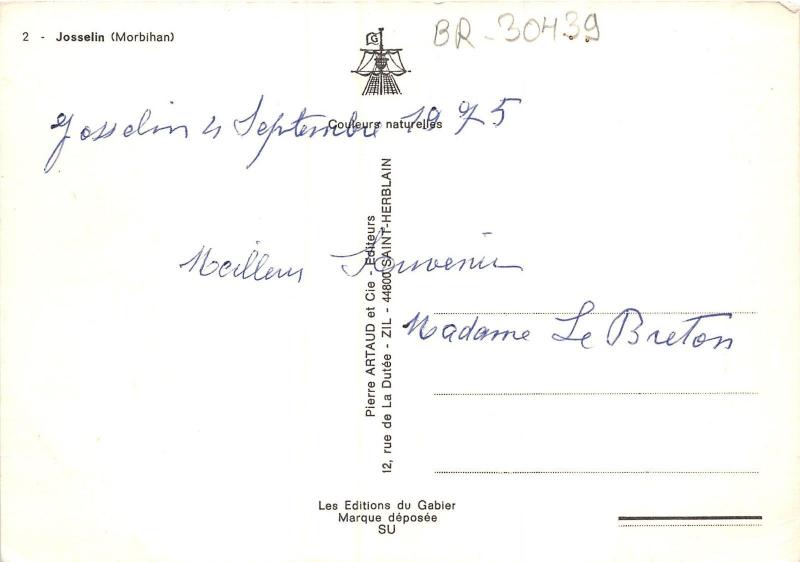 2 - Josselin (Morbihan)
BR-30439
G
Couleurs naturelles
Josselin 4 Septembre 1975
Meilleur Souvenir
Madame Le Breton
Pierre ARTAUD et Cie - Editeurs
12, rue de La Dutée - ZIL - 44800 SAINT-HERBLAIN
Les Editions du Gabier
Marque déposée
SU